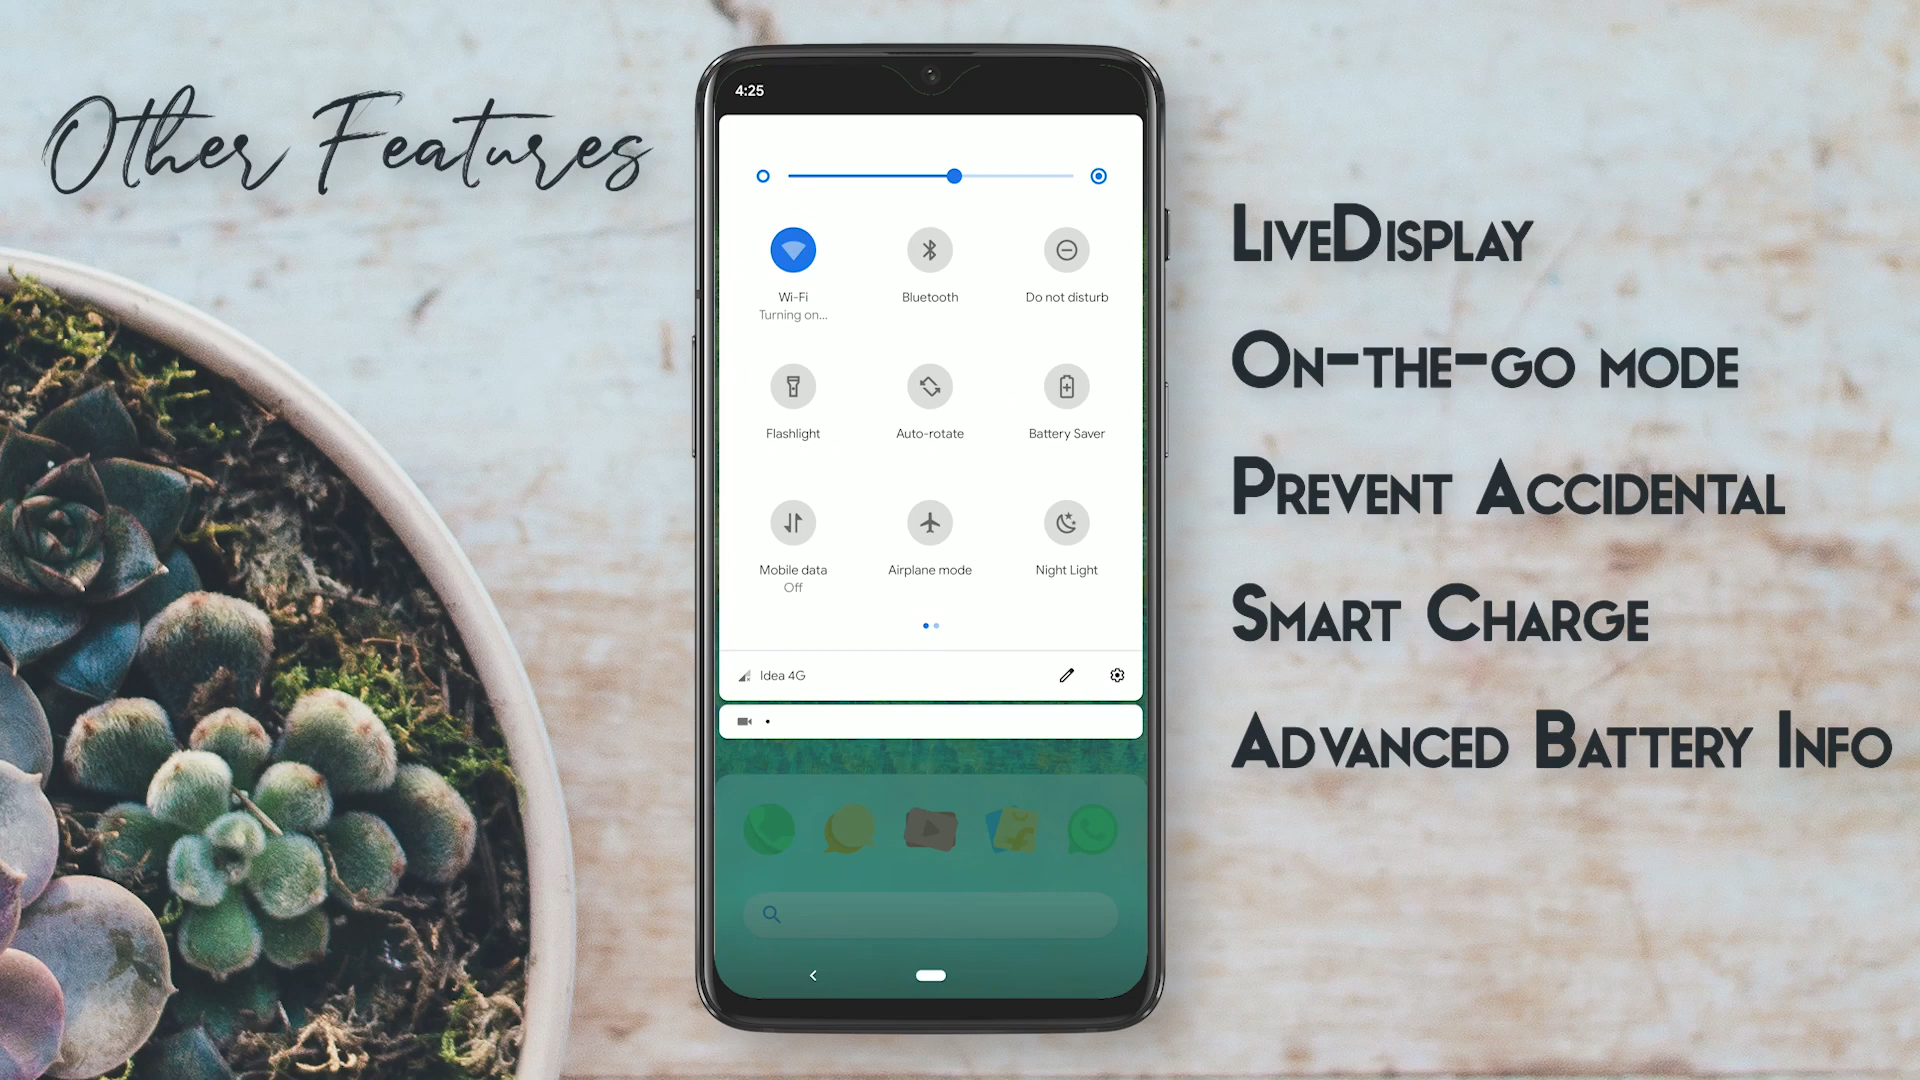 Other Features
4:25
Wi-Fi
Turning on...
Bluetooth
Do not disturb
Flashlight
Auto-rotate
Battery Saver
Mobile data
Off
Airplane mode
Night Light
Idea 4G
LiveDisplay
On-the-go mode
Prevent Accidental
Smart Charge
Advanced Battery Info